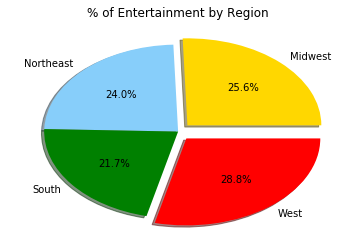 % of Entertainment by Region
Midwest
Northeast
25.6%
24.0%
21.7%
28.8%
South
West